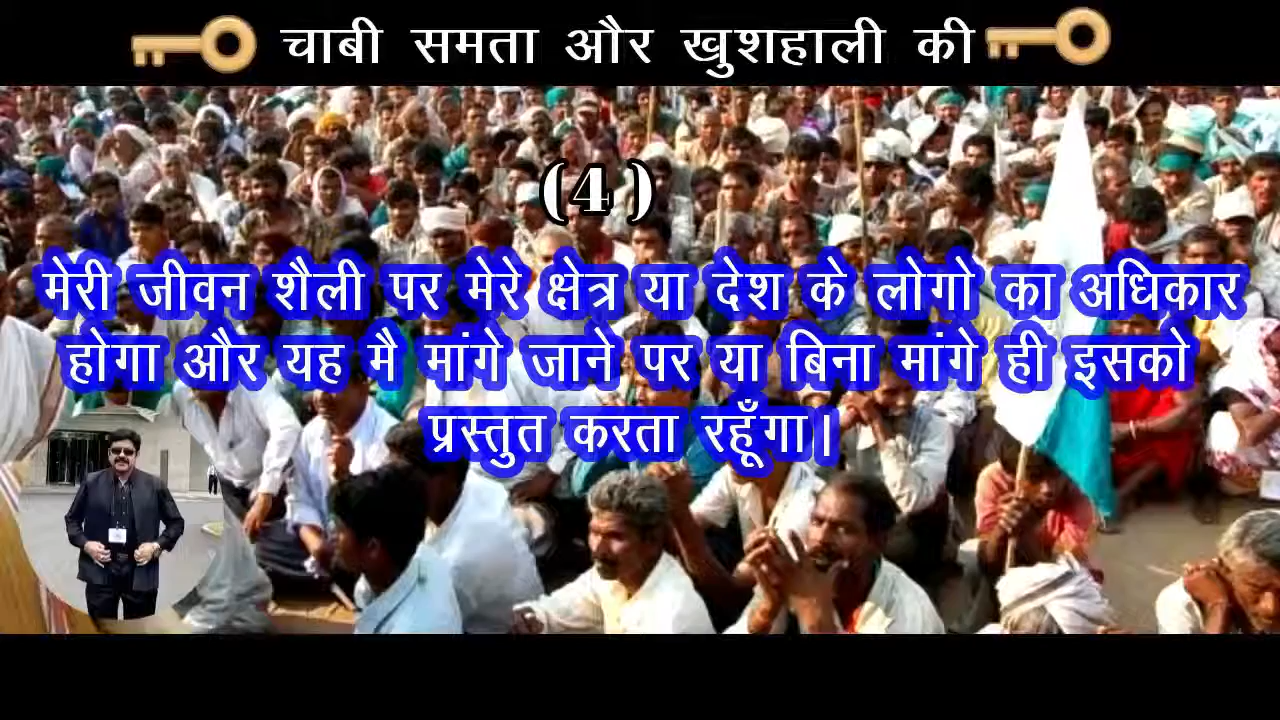 चाबी समता और खुशहाली की
(4)
मेरी जीवन शैली पर मेरे क्षेत्र या देश के लोगो का अधिकार
होगा और यह मै मांगे जाने पर या बिना मांगे ही इसको
प्रस्तुत करता रहूँगा।